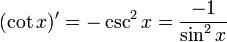 (cot x)′ = − csc² x = −1 / sin² x